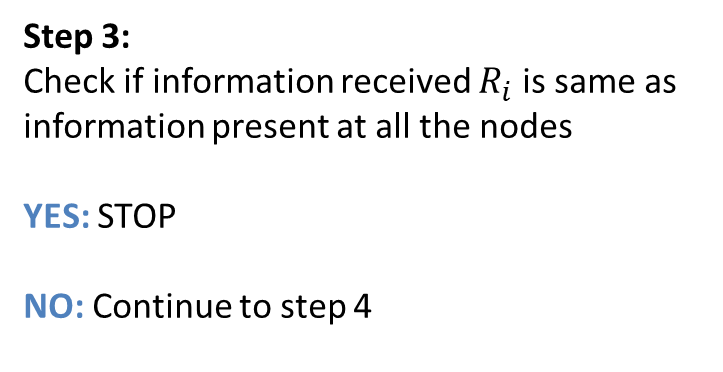 Step 3:
Check if information received Rᵢ is same as
information present at all the nodes
YES: STOP
NO: Continue to step 4